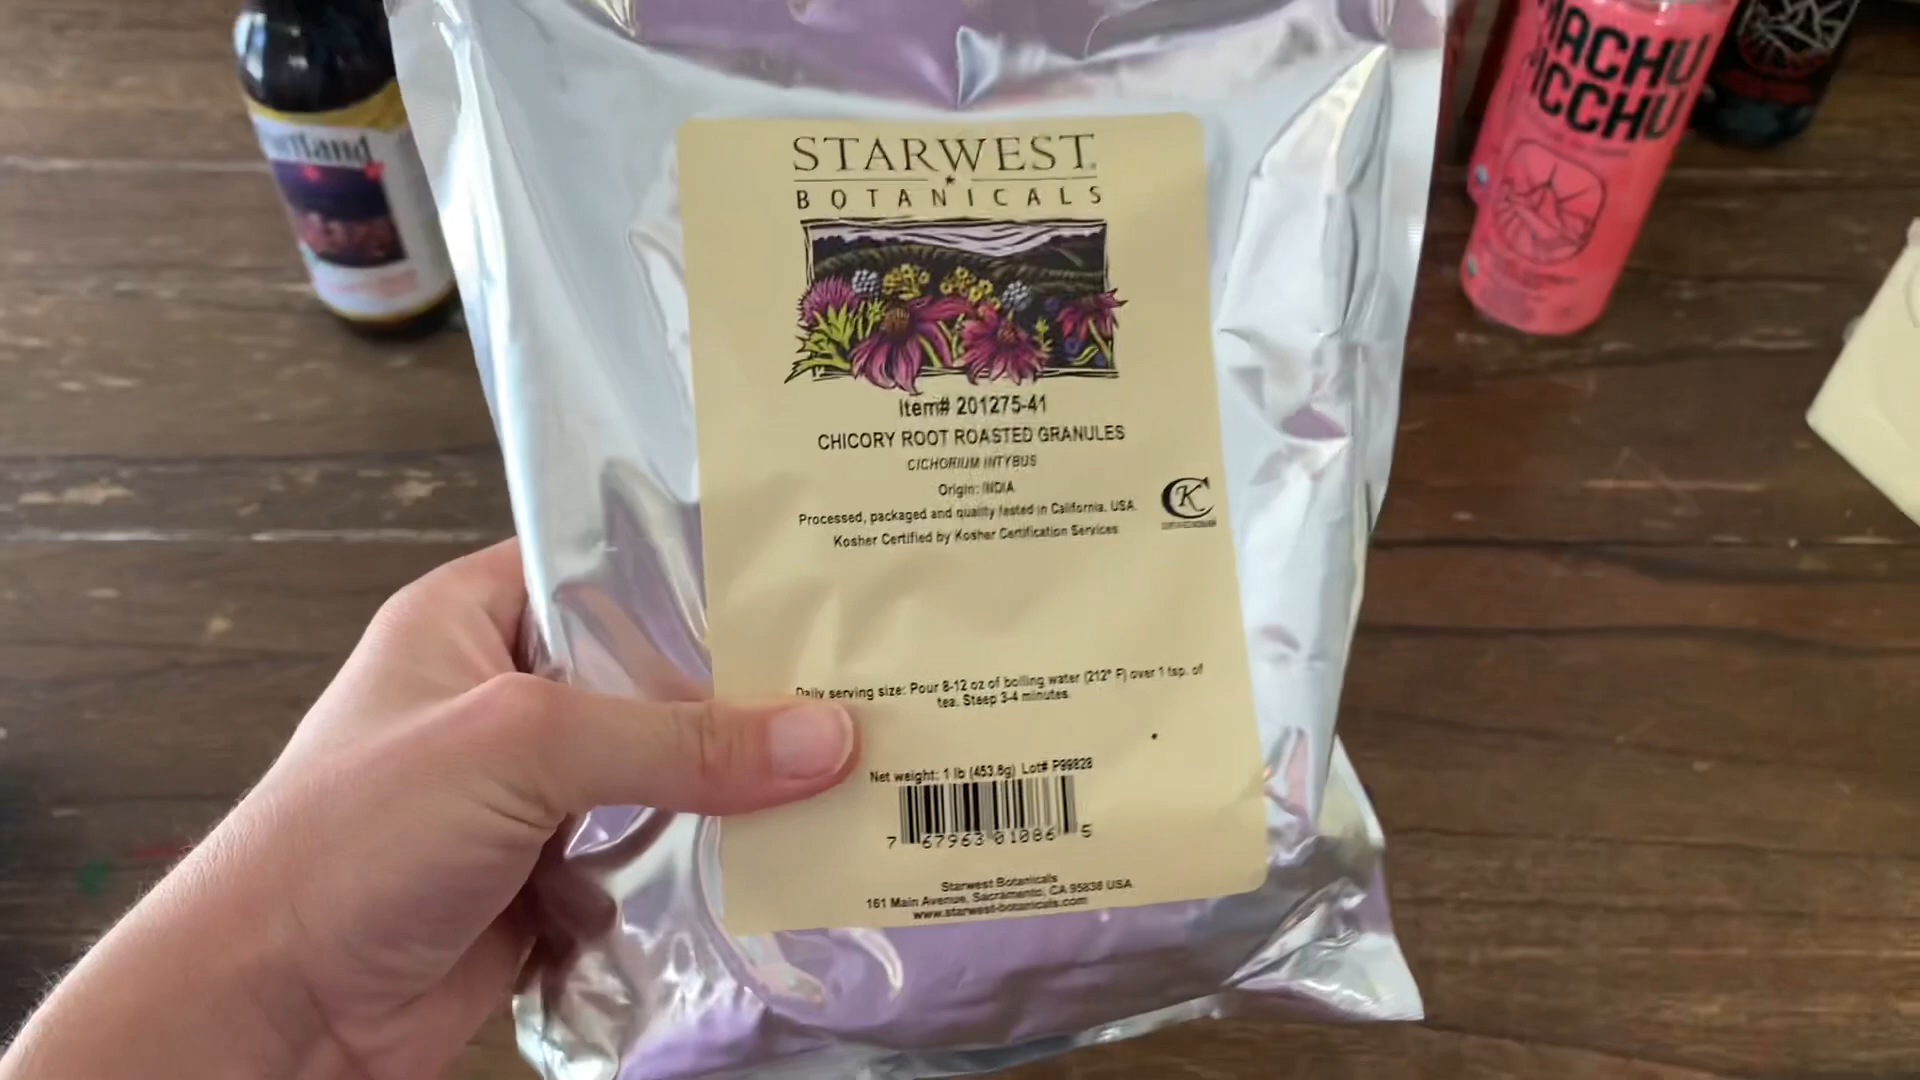 STARWEST
BOTANICALS
Item# 201275-41
CHICORY ROOT ROASTED GRANULES
CICHORIUM INTYBUS
Origin: INDIA
Processed, packaged and quality tested in California, USA.
Kosher Certified by Kosher Certification Services
CK
Daily serving size: Pour 8-12 oz of boiling water (212° F) over 1 tsp. of
tea. Steep 3-4 minutes.
Net weight: 1 lb (453.6g) Lot# P99828
7 67963 01086 5
Starwest Botanicals
161 Main Avenue, Sacramento, CA 95838 USA
www.starwest-botanicals.com
MACHU
PICCHU